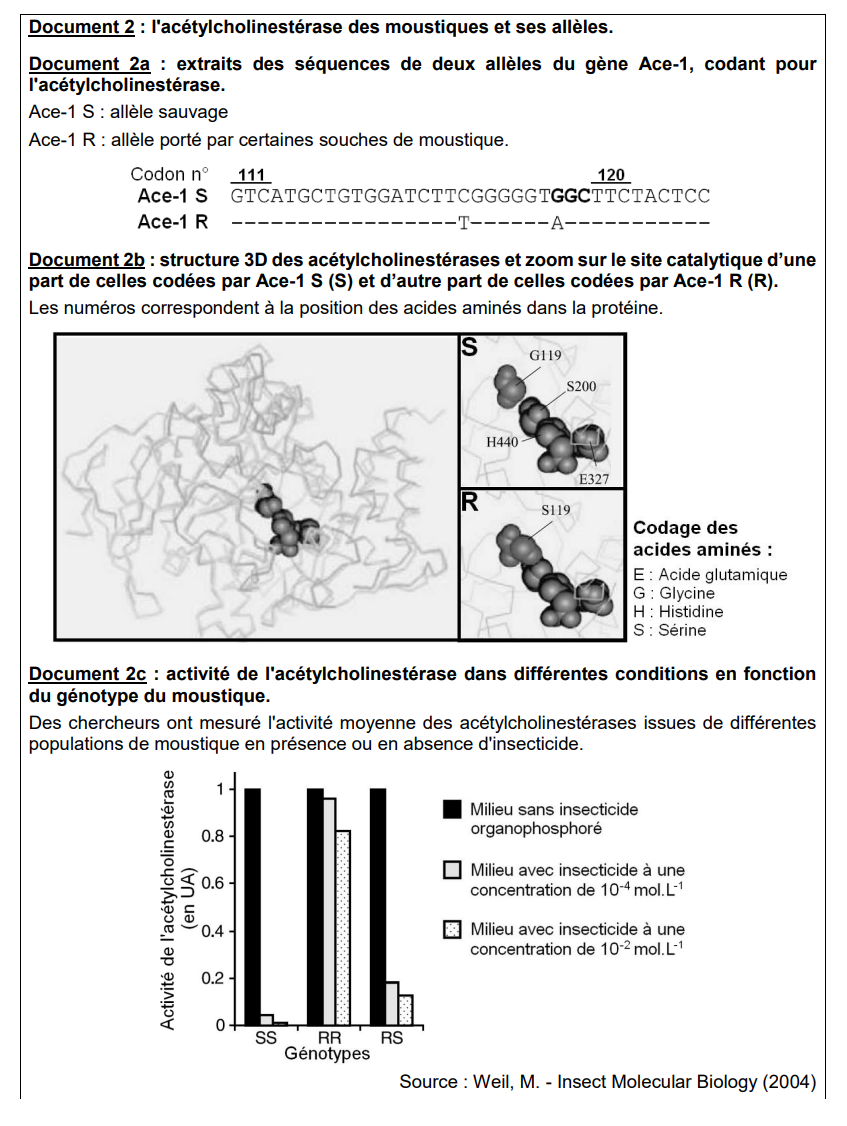 Document 2 : l'acétylcholinestérase des moustiques et ses allèles.
Document 2a : extraits des séquences de deux allèles du gène Ace-1, codant pour
l'acétylcholinestérase.
Ace-1 S : allèle sauvage
Ace-1 R : allèle porté par certaines souches de moustique.
Codon n° 111 120
Ace-1 S GTCATGCTGTGGATCTTCGGGGGTGGCTTCTACTCC
Ace-1 R ------------------T------A-----------
Document 2b : structure 3D des acétylcholinestérases et zoom sur le site catalytique d'une
part de celles codées par Ace-1 S (S) et d'autre part de celles codées par Ace-1 R (R).
Les numéros correspondent à la position des acides aminés dans la protéine.
S
G119
S200
H440
E327
R
S119
Codage des
acides aminés :
E : Acide glutamique
G : Glycine
H : Histidine
S : Sérine
Document 2c : activité de l'acétylcholinestérase dans différentes conditions en fonction
du génotype du moustique.
Des chercheurs ont mesuré l'activité moyenne des acétylcholinestérases issues de différentes
populations de moustique en présence ou en absence d'insecticide.
Activité de l'acétylcholinestérase
(en UA)
1
0.8
0.6
0.4
0.2
0
SS RR RS
Génotypes
Milieu sans insecticide
organophosphoré
Milieu avec insecticide à une
concentration de 10⁻⁴ mol.L⁻¹
Milieu avec insecticide à une
concentration de 10⁻² mol.L⁻¹
Source : Weil, M. - Insect Molecular Biology (2004)